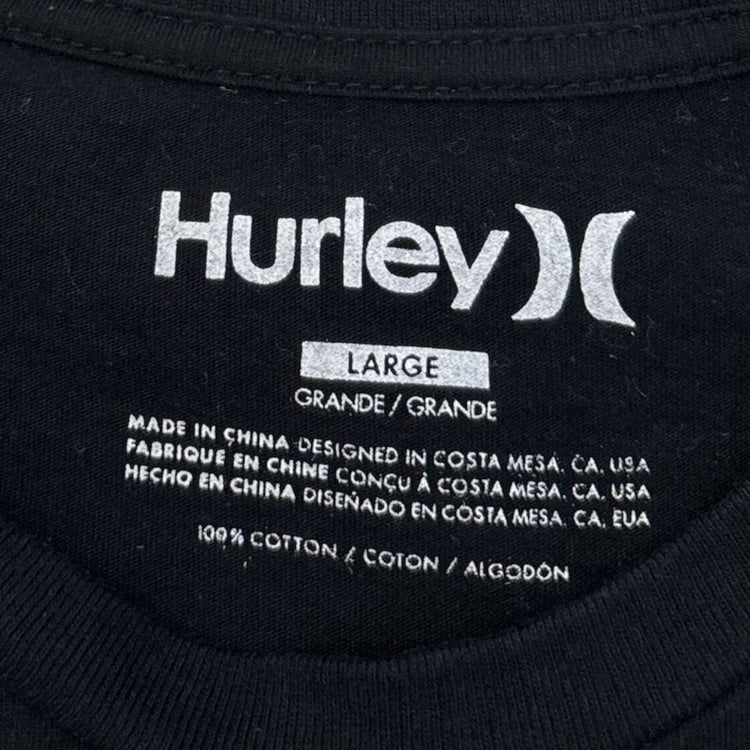 Hurley
LARGE
GRANDE / GRANDE
MADE IN CHINA DESIGNED IN COSTA MESA, CA, USA
FABRIQUE EN CHINE CONÇU À COSTA MESA, CA, USA
HECHO EN CHINA DISEÑADO EN COSTA MESA, CA, EUA
100% COTTON / COTON / ALGODÓN